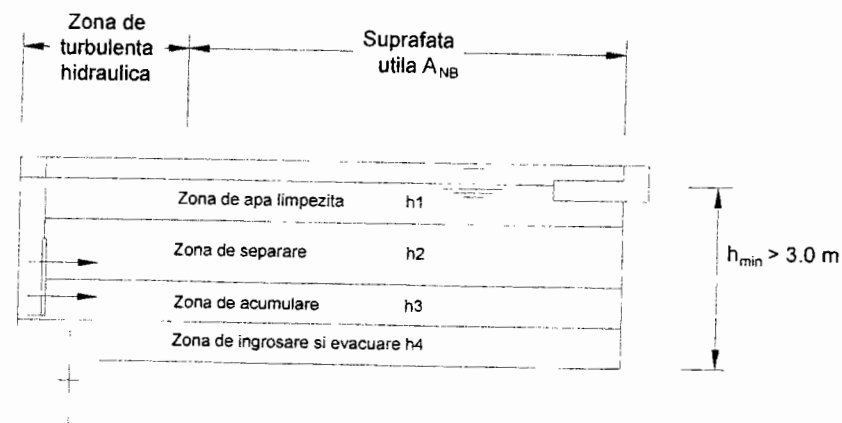 Zona de
turbulenta
hidraulica
Suprafata
utila A_NB
Zona de apa limpezita h1
Zona de separare h2
Zona de acumulare h3
Zona de ingrosare si evacuare h4
h_min > 3.0 m